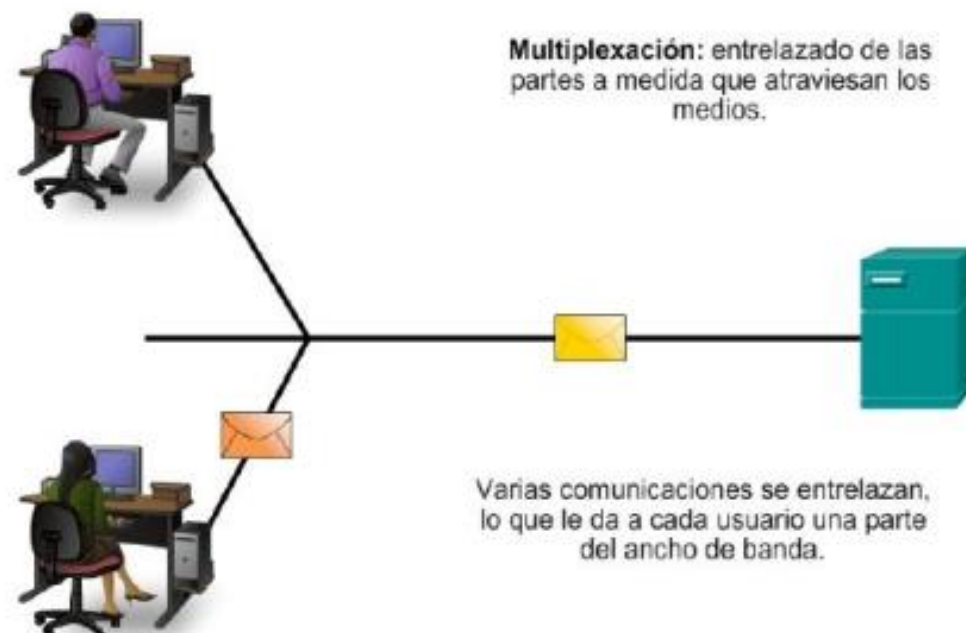 Multiplexación: entrelazado de las
partes a medida que atraviesan los
medios.
Varias comunicaciones se entrelazan,
lo que le da a cada usuario una parte
del ancho de banda.